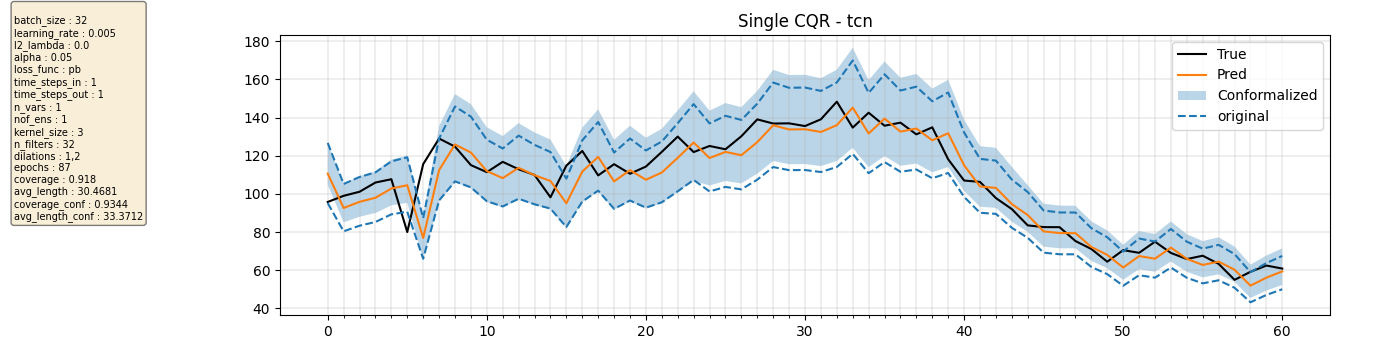 batch_size : 32
learning_rate : 0.005
l2_lambda : 0.0
alpha : 0.05
loss_func : pb
time_steps_in : 1
time_steps_out : 1
n_vars : 1
nof_ens : 1
kernel_size : 3
n_filters : 32
dilations : 1,2
epochs : 87
coverage : 0.918
avg_length : 30.4681
coverage_conf : 0.9344
avg_length_conf : 33.3712
Single CQR - tcn
180
160
140
120
100
80
60
40
0
10
20
30
40
50
60
True
Pred
Conformalized
original